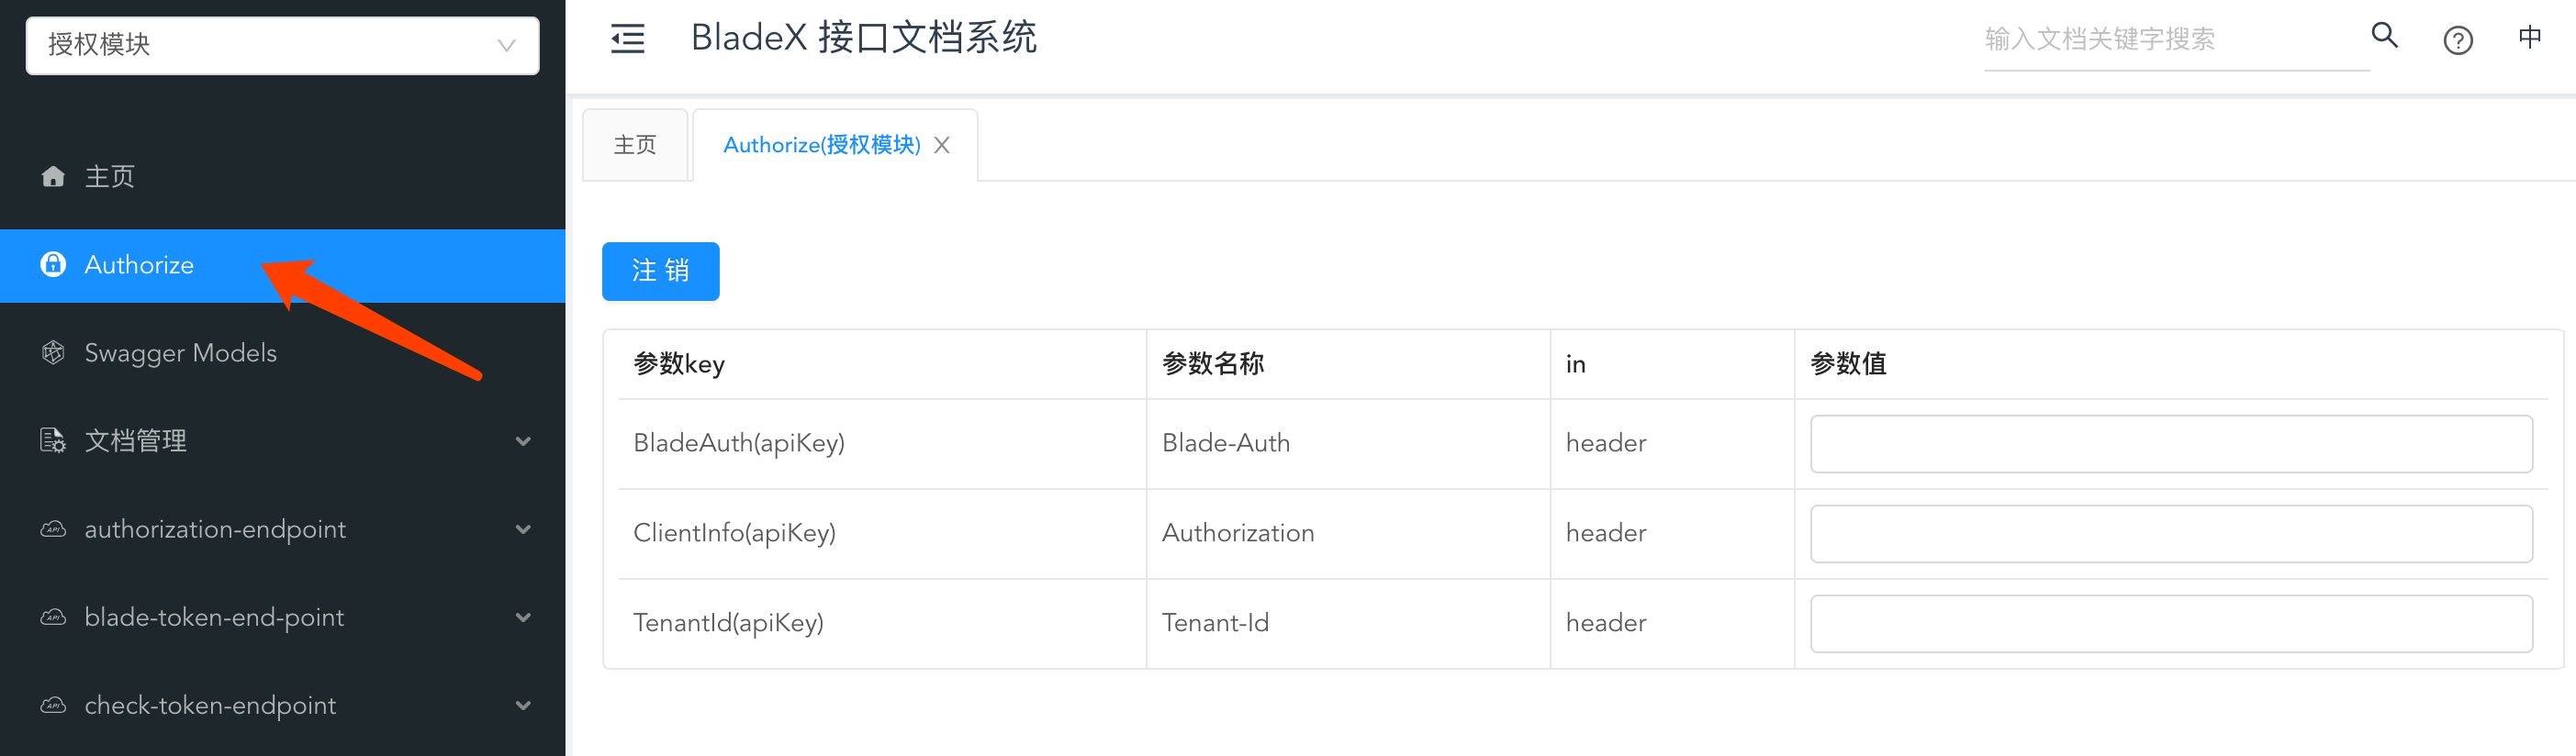 授权模块
主页
Authorize
Swagger Models
文档管理
authorization-endpoint
blade-token-end-point
check-token-endpoint
BladeX 接口文档系统
输入文档关键字搜索
中
主页
Authorize(授权模块)
注 销
参数key 参数名称 in 参数值
BladeAuth(apiKey) Blade-Auth header
ClientInfo(apiKey) Authorization header
TenantId(apiKey) Tenant-Id header